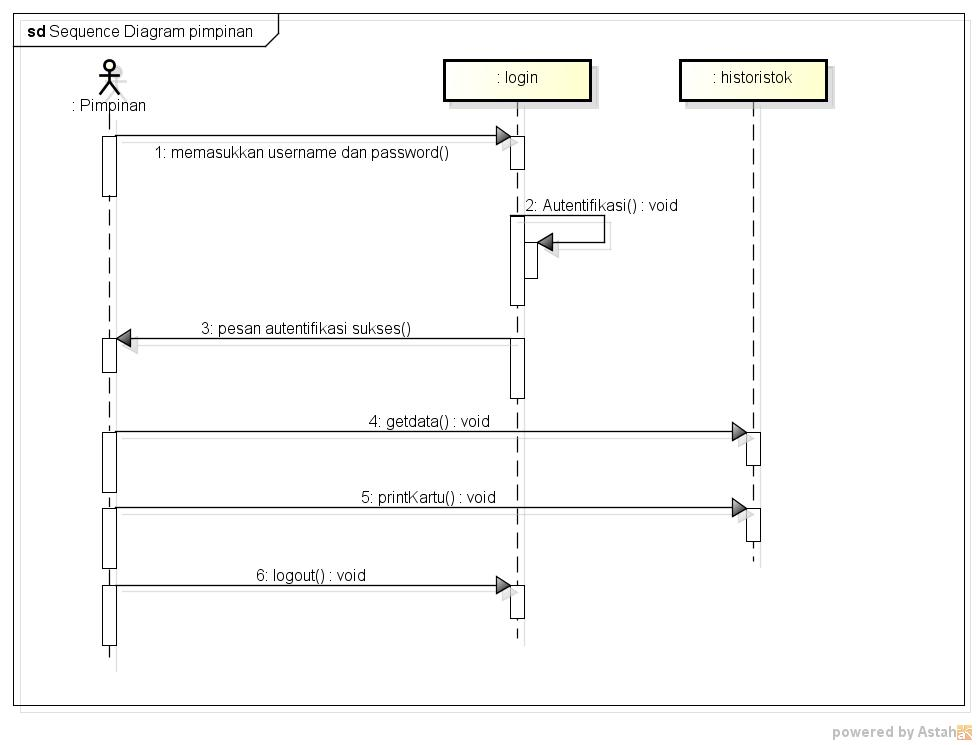 sd Sequence Diagram pimpinan
: Pimpinan
: login
: historistok
1: memasukkan username dan password()
2: Autentifikasi() : void
3: pesan autentifikasi sukses()
4: getdata() : void
5: printKartu() : void
6: logout() : void
powered by Astah